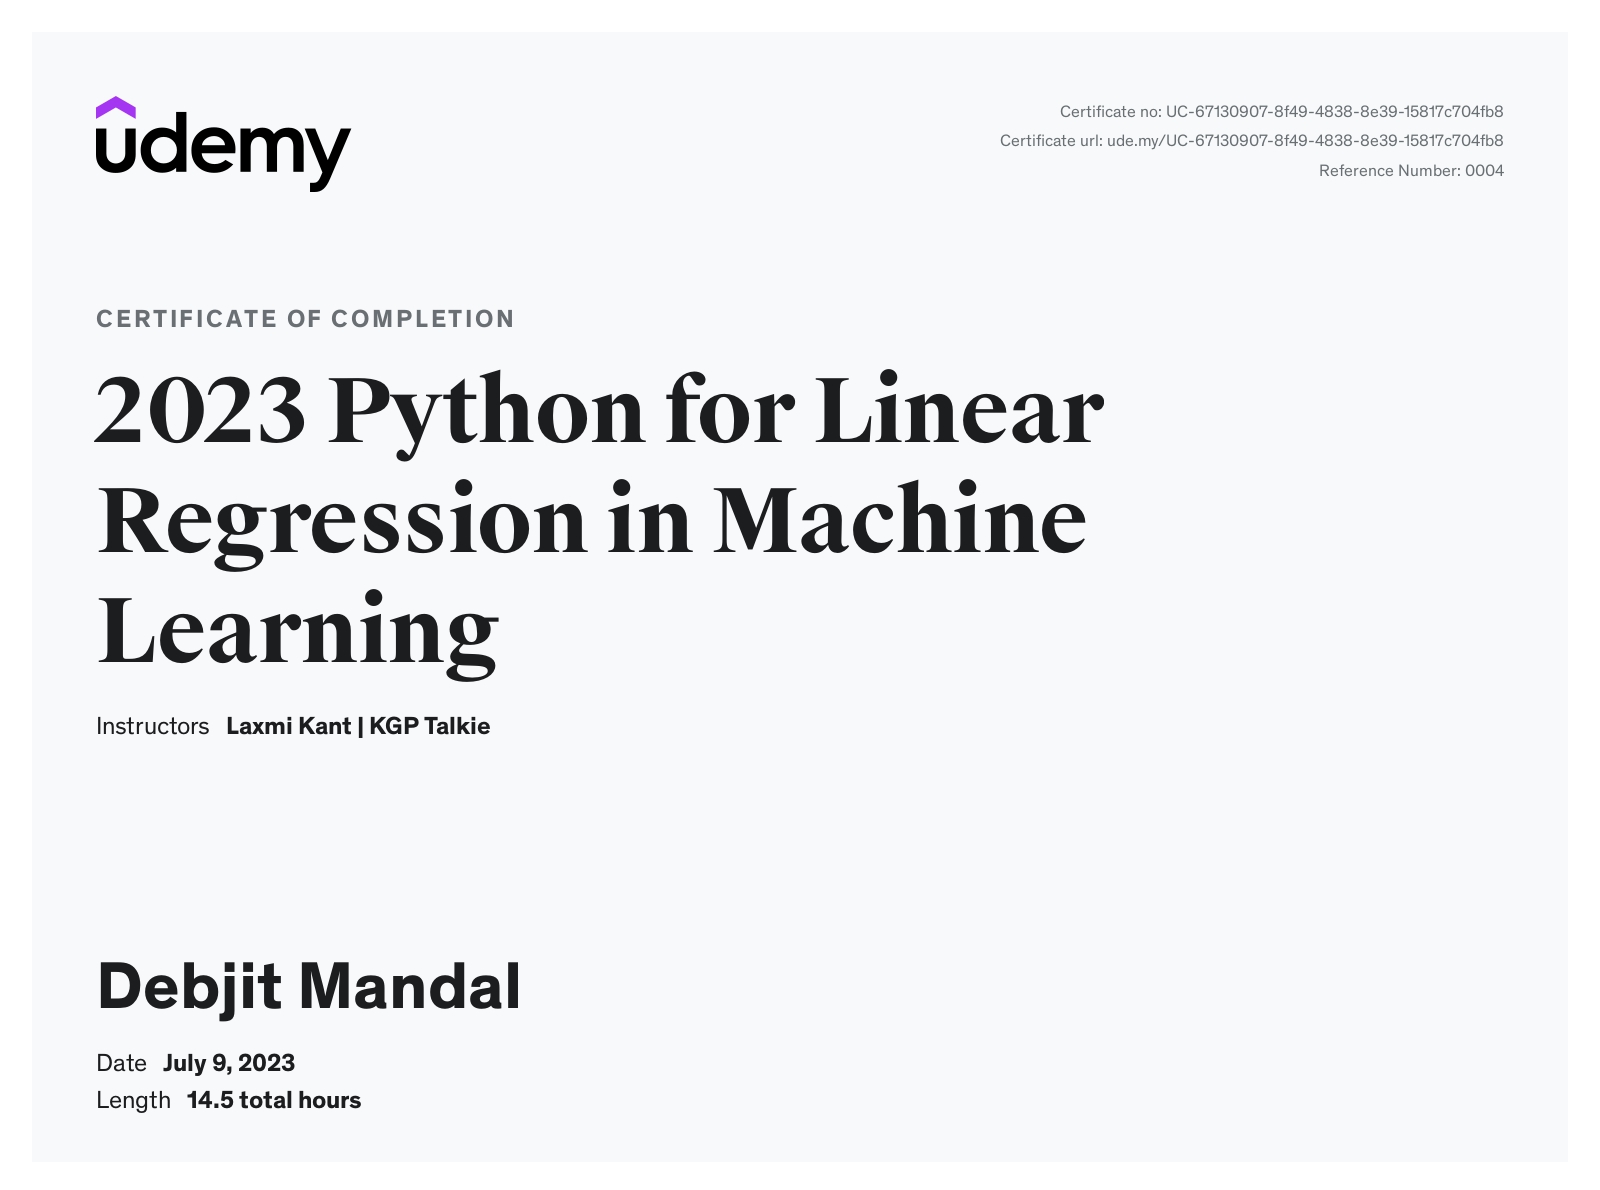 udemy
Certificate no: UC-67130907-8f49-4838-8e39-15817c704fb8
Certificate url: ude.my/UC-67130907-8f49-4838-8e39-15817c704fb8
Reference Number: 0004
CERTIFICATE OF COMPLETION
2023 Python for Linear
Regression in Machine
Learning
Instructors Laxmi Kant | KGP Talkie
Debjit Mandal
Date July 9, 2023
Length 14.5 total hours